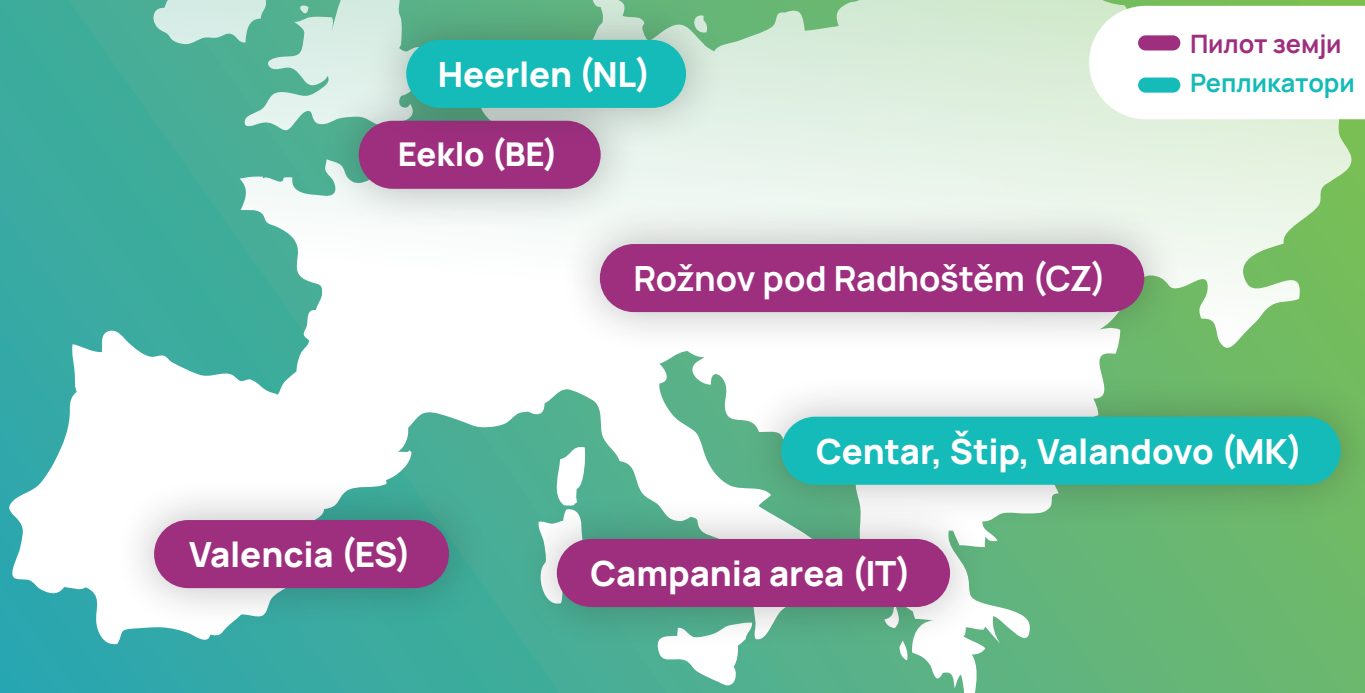 Пилот земји
Репликатори
Heerlen (NL)
Eeklo (BE)
Rožnov pod Radhoštěm (CZ)
Centar, Štip, Valandovo (MK)
Valencia (ES)
Campania area (IT)